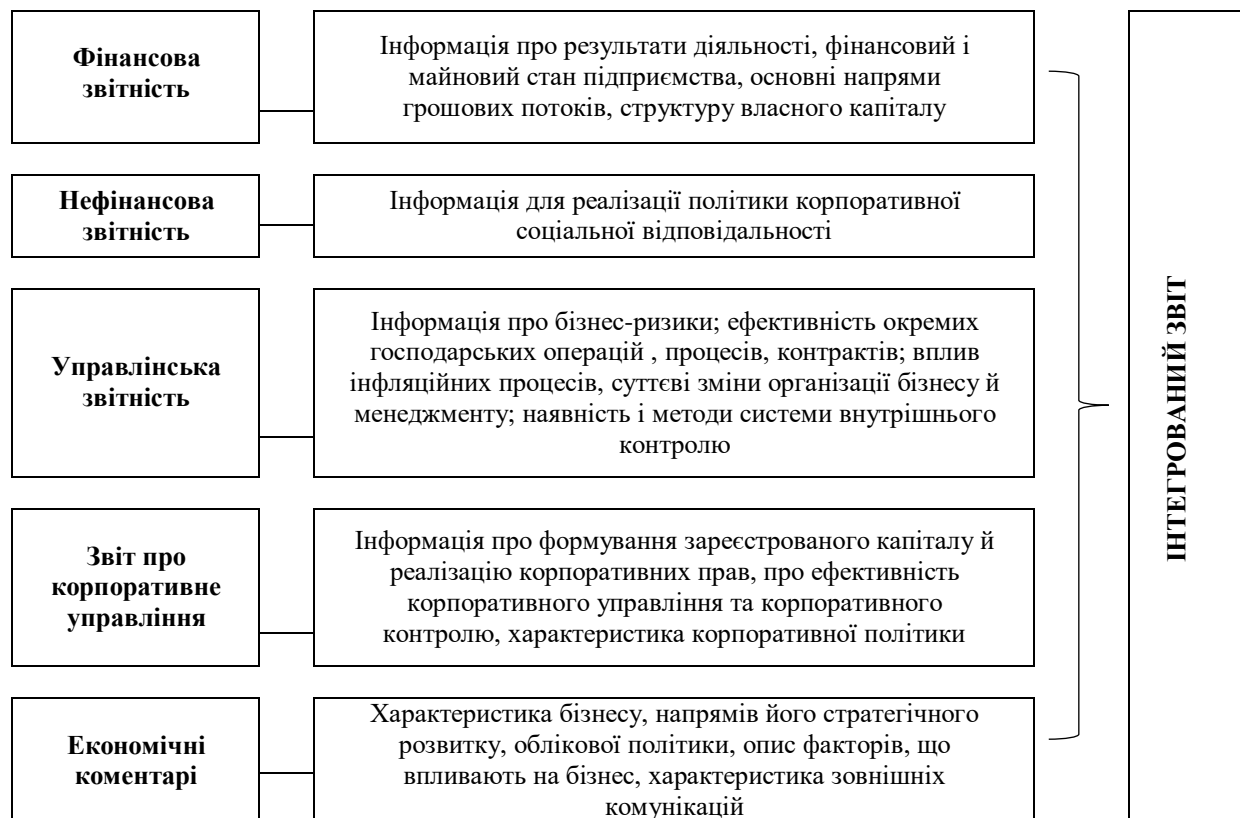 Фінансова
звітність
Інформація про результати діяльності, фінансовий і
майновий стан підприємства, основні напрями
грошових потоків, структуру власного капіталу
Нефінансова
звітність
Інформація для реалізації політики корпоративної
соціальної відповідальності
Управлінська
звітність
Інформація про бізнес-ризики; ефективність окремих
господарських операцій , процесів, контрактів; вплив
інфляційних процесів, суттєві зміни організації бізнесу й
менеджменту; наявність і методи системи внутрішнього
контролю
Звіт про
корпоративне
управління
Інформація про формування зареєстрованого капіталу й
реалізацію корпоративних прав, про ефективність
корпоративного управління та корпоративного
контролю, характеристика корпоративної політики
Економічні
коментарі
Характеристика бізнесу, напрямів його стратегічного
розвитку, облікової політики, опис факторів, що
впливають на бізнес, характеристика зовнішніх
комунікацій
ІНТЕГРОВАНИЙ ЗВІТ